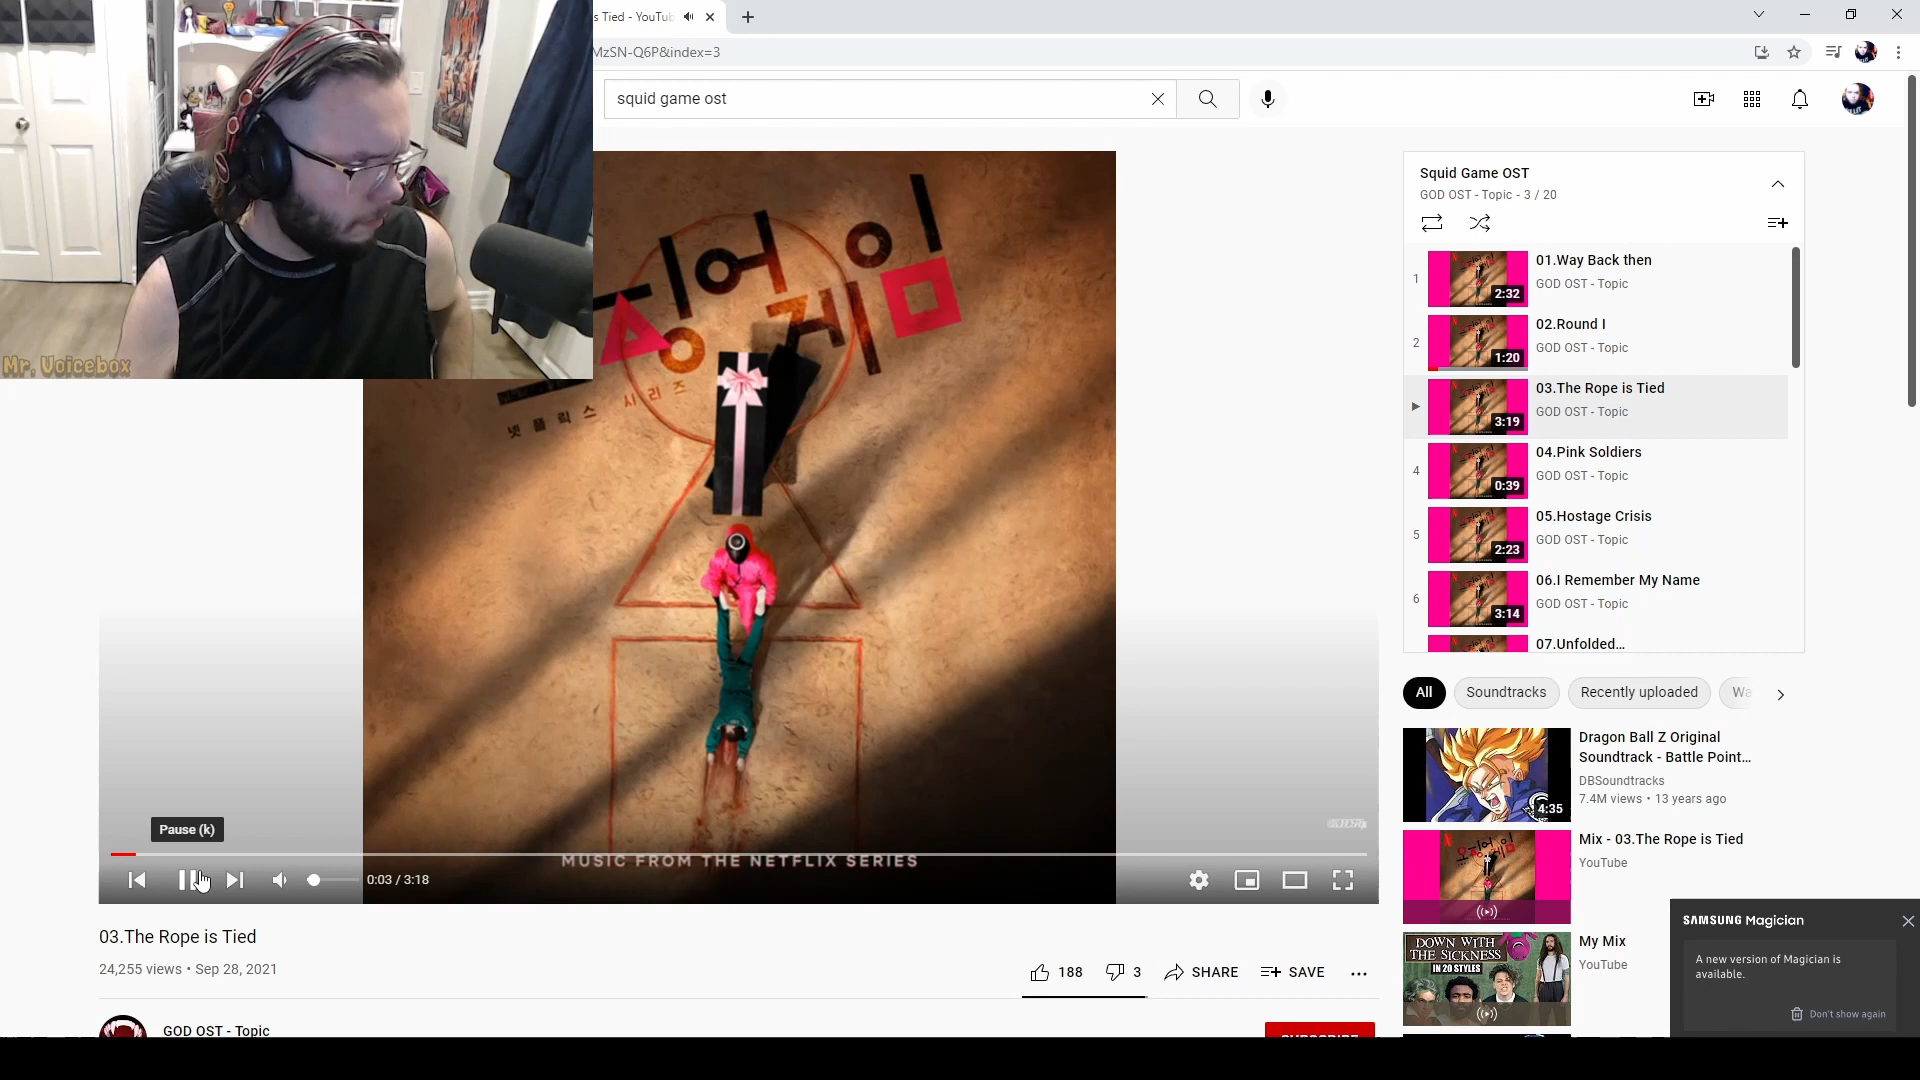 s Tied - YouTub
MzSN-Q6P&index=3
squid game ost
Mr. Voicebox
징어
게임
넷플릭스 시리즈
MUSIC FROM THE NETFLIX SERIES
Pause (k)
0:03 / 3:18
03.The Rope is Tied
24,255 views • Sep 28, 2021
188
3
SHARE
SAVE
GOD OST - Topic
SUBSCRIBE
Squid Game OST
GOD OST - Topic - 3 / 20
1
2:32
01.Way Back then
GOD OST - Topic
2
1:20
02.Round I
GOD OST - Topic
3:19
03.The Rope is Tied
GOD OST - Topic
4
0:39
04.Pink Soldiers
GOD OST - Topic
5
2:23
05.Hostage Crisis
GOD OST - Topic
6
3:14
06.I Remember My Name
GOD OST - Topic
07.Unfolded...
All
Soundtracks
Recently uploaded
Wa
4:35
Dragon Ball Z Original
Soundtrack - Battle Point...
DBSoundtracks
7.4M views • 13 years ago
Mix - 03.The Rope is Tied
YouTube
DOWN WITH
THE SICKNESS
IN 20 STYLES
My Mix
YouTube
SAMSUNG Magician
A new version of Magician is
available.
Don't show again